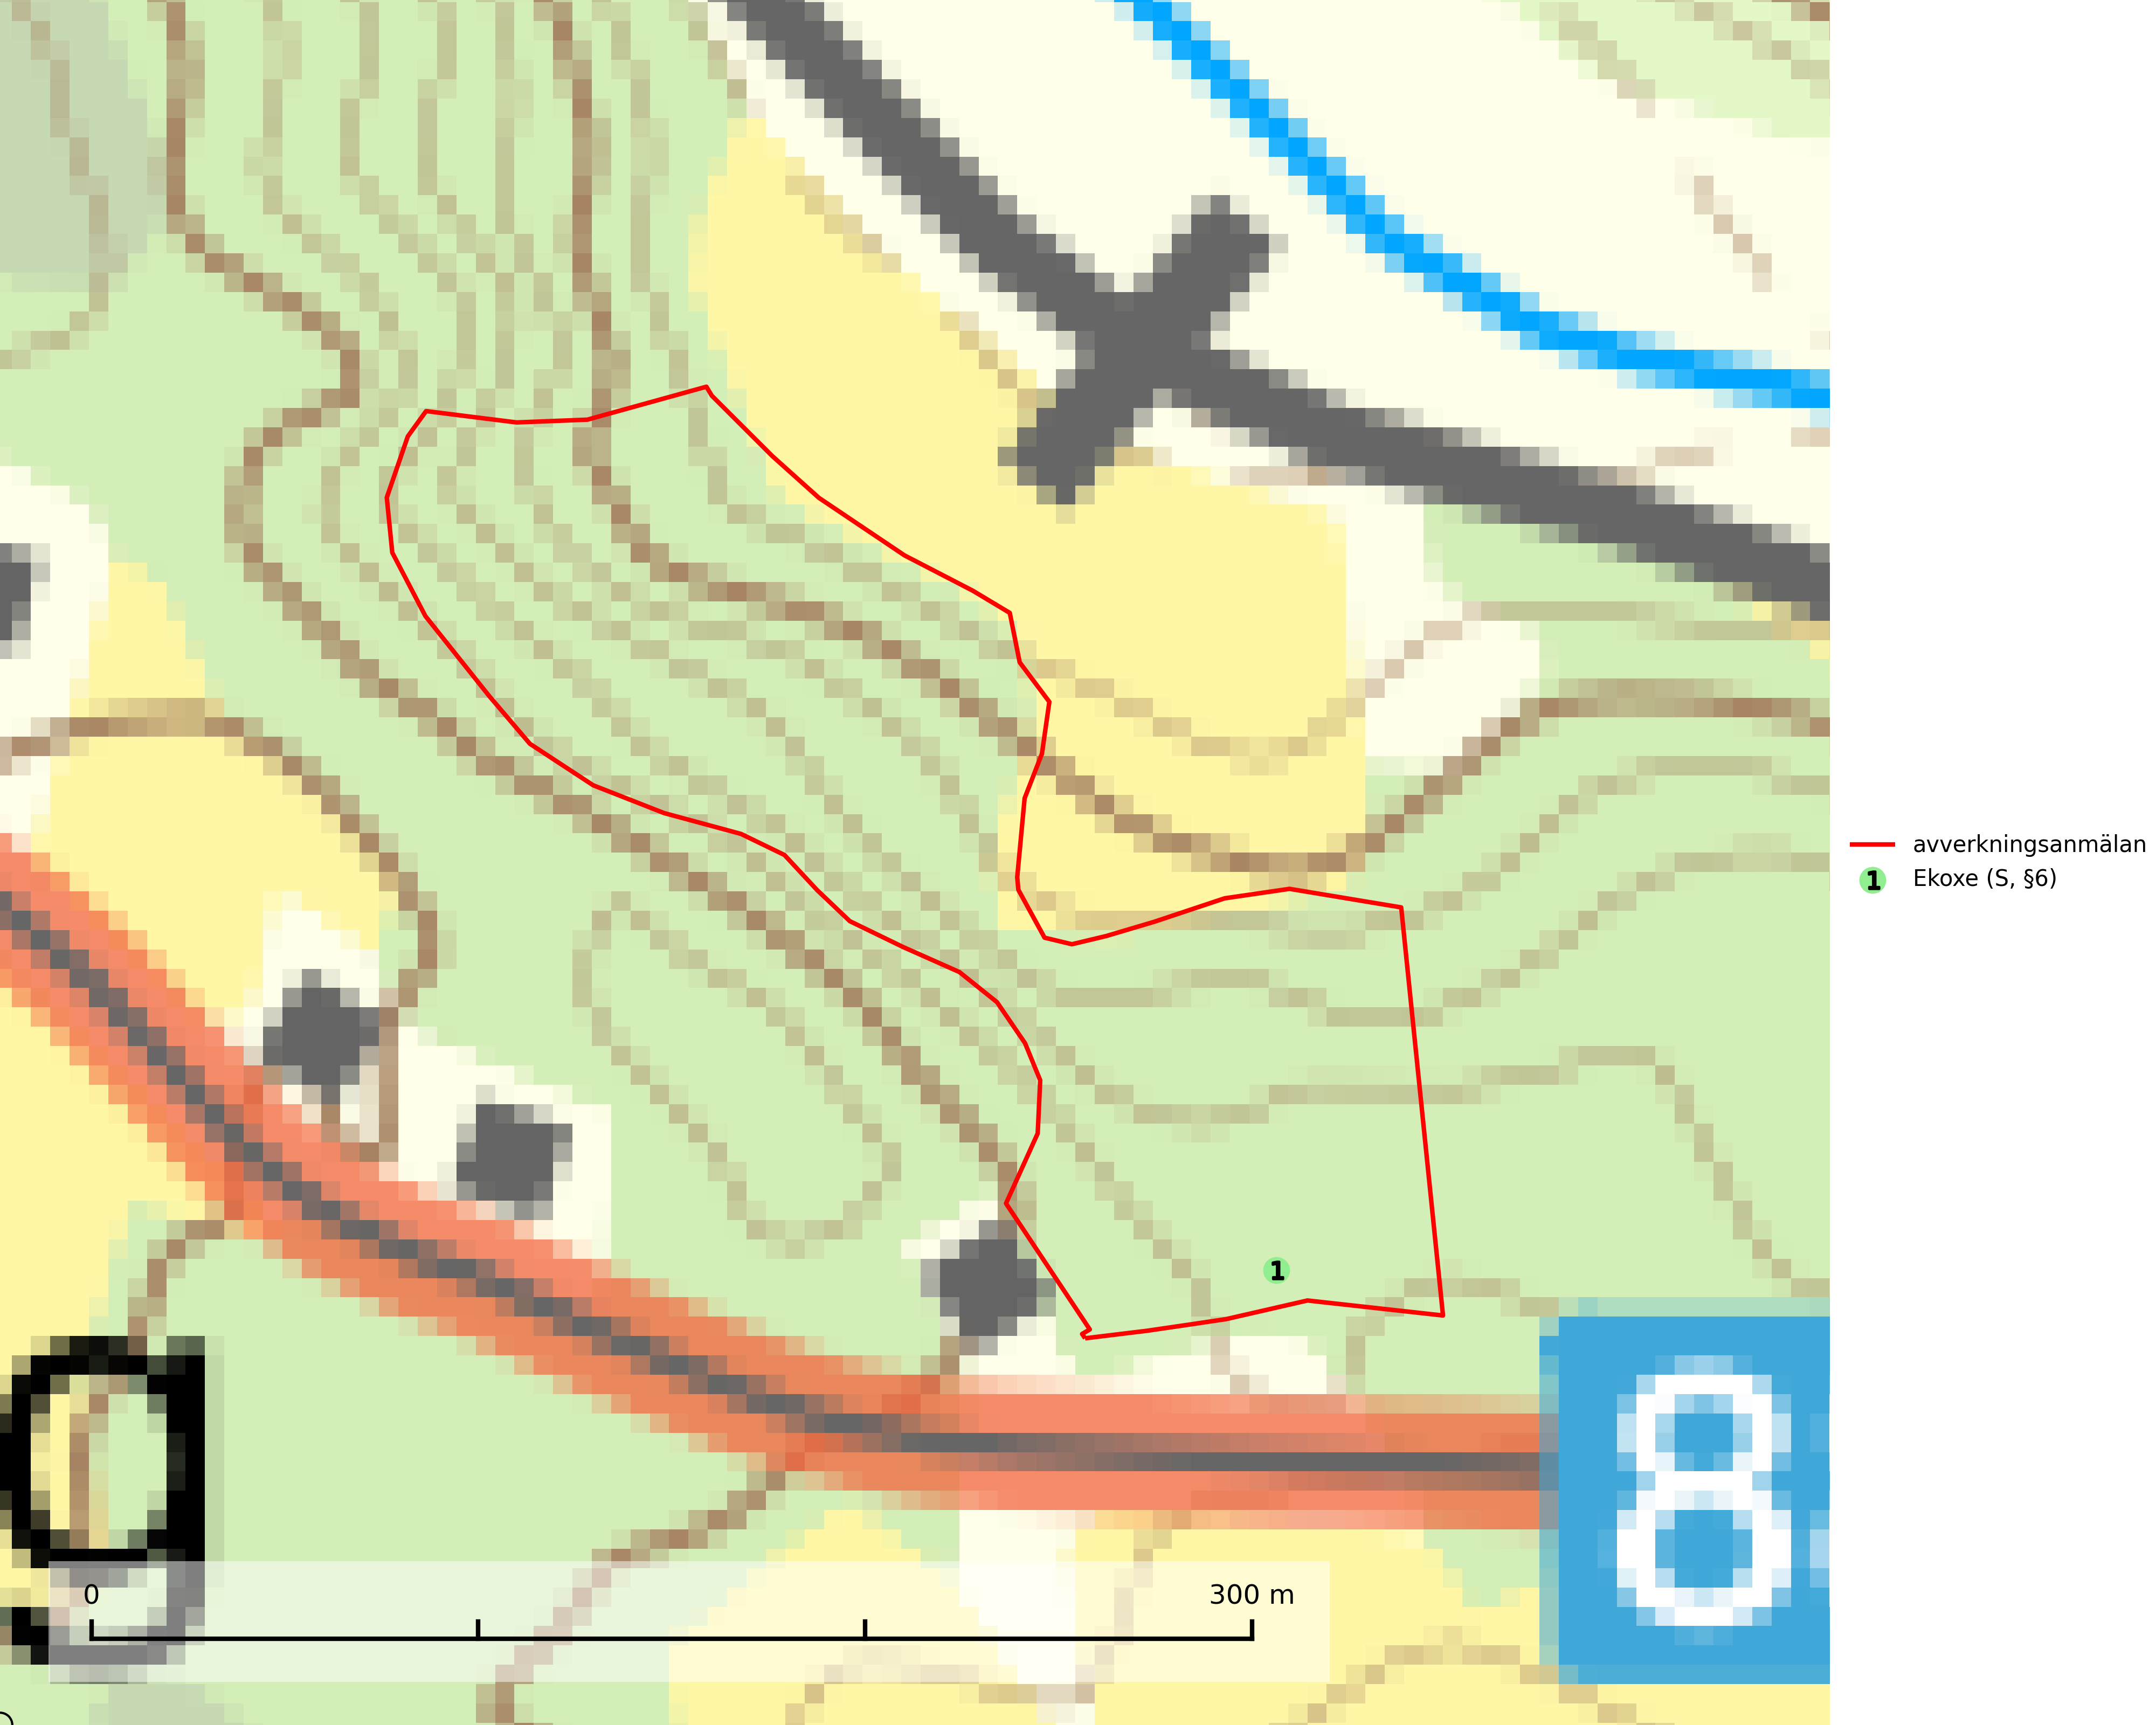 avverkningsanmälan
1 Ekoxe (S, §6)
1
8
0 300 m